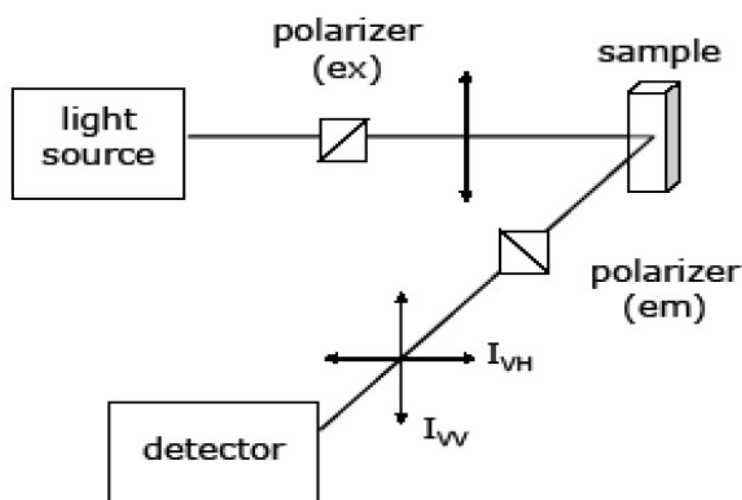 polarizer
(ex)
sample
light
source
polarizer
(em)
I_VH
I_VV
detector